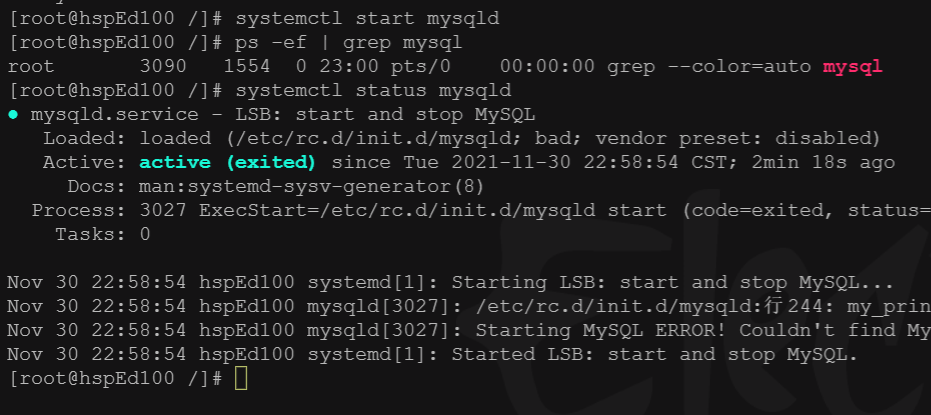 [root@hspEd100 /]# systemctl start mysqld
[root@hspEd100 /]# ps -ef | grep mysql
root       3090   1554  0 23:00 pts/0    00:00:00 grep --color=auto mysql
[root@hspEd100 /]# systemctl status mysqld
● mysqld.service - LSB: start and stop MySQL
   Loaded: loaded (/etc/rc.d/init.d/mysqld; bad; vendor preset: disabled)
   Active: active (exited) since Tue 2021-11-30 22:58:54 CST; 2min 18s ago
     Docs: man:systemd-sysv-generator(8)
  Process: 3027 ExecStart=/etc/rc.d/init.d/mysqld start (code=exited, status=
    Tasks: 0
Nov 30 22:58:54 hspEd100 systemd[1]: Starting LSB: start and stop MySQL...
Nov 30 22:58:54 hspEd100 mysqld[3027]: /etc/rc.d/init.d/mysqld:行244: my_prin
Nov 30 22:58:54 hspEd100 mysqld[3027]: Starting MySQL ERROR! Couldn't find My
Nov 30 22:58:54 hspEd100 systemd[1]: Started LSB: start and stop MySQL.
[root@hspEd100 /]#